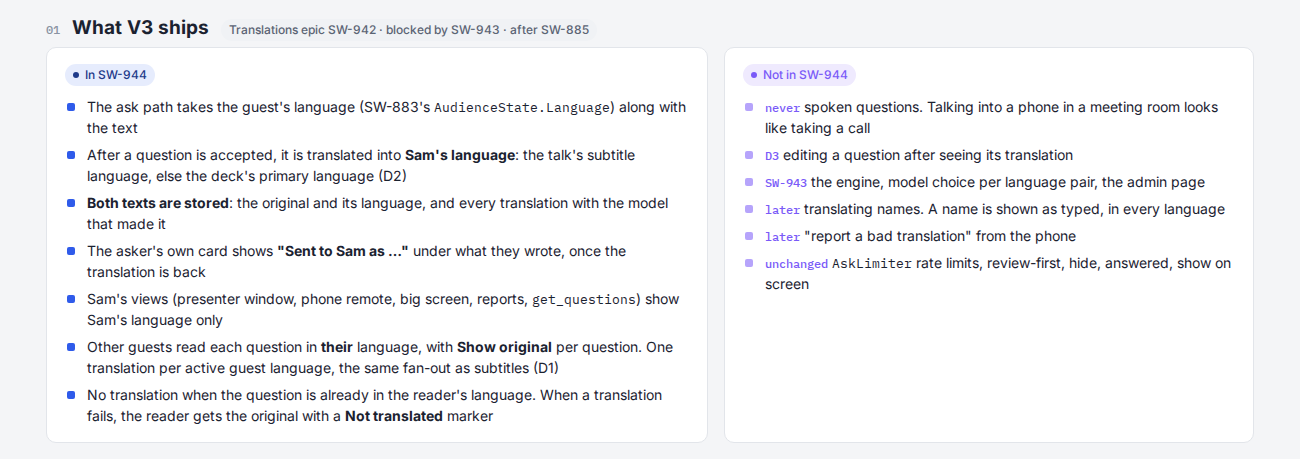 01 What V3 ships Translations epic SW-942 · blocked by SW-943 · after SW-885
In SW-944
The ask path takes the guest's language (SW-883's AudienceState.Language) along with
the text
After a question is accepted, it is translated into Sam's language: the talk's subtitle
language, else the deck's primary language (D2)
Both texts are stored: the original and its language, and every translation with the model
that made it
The asker's own card shows "Sent to Sam as ..." under what they wrote, once the
translation is back
Sam's views (presenter window, phone remote, big screen, reports, get_questions) show
Sam's language only
Other guests read each question in their language, with Show original per question. One
translation per active guest language, the same fan-out as subtitles (D1)
No translation when the question is already in the reader's language. When a translation
fails, the reader gets the original with a Not translated marker
Not in SW-944
never spoken questions. Talking into a phone in a meeting room looks
like taking a call
D3 editing a question after seeing its translation
SW-943 the engine, model choice per language pair, the admin page
later translating names. A name is shown as typed, in every language
later "report a bad translation" from the phone
unchanged AskLimiter rate limits, review-first, hide, answered, show on
screen